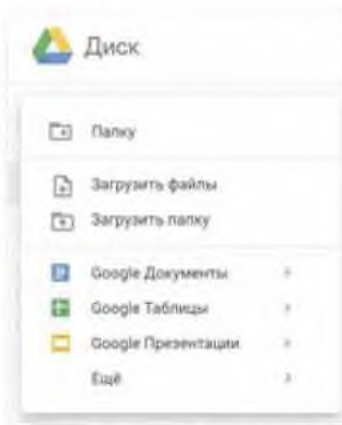 Диск
Папку
Загрузить файлы
Загрузить папку
Google Документы
Google Таблицы
Google Презентации
Ещё